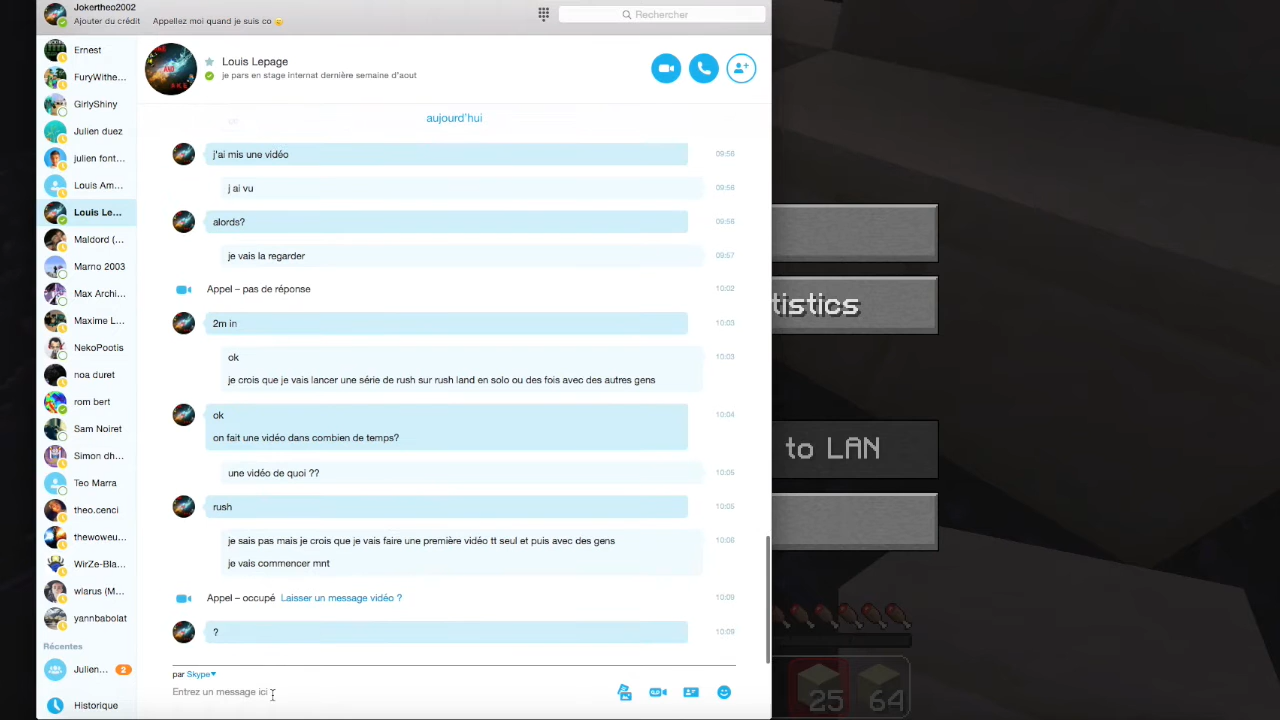 Jokertheo2002
Ajouter du crédit Appellez moi quand je suis co
Rechercher
Ernest
FuryWithe...
GirlyShiny
Julien duez
julien font...
Louis Am...
Louis Le...
Maldord (...
Marno 2003
Max Archi...
Maxime L...
NekoPootis
noa duret
rom bert
Sam Noiret
Simon dh...
Teo Marra
theo.cenci
thewoweu...
WirZe-Bla...
wlarus (M...
yannbabolat
Récentes
Julien... 2
Historique
Louis Lepage
je pars en stage internat dernière semaine d'aout
aujourd'hui
j'ai mis une vidéo 09:56
j ai vu 09:56
alords? 09:56
je vais la regarder 09:57
Appel – pas de réponse 10:02
2m in 10:03
ok 10:03
je crois que je vais lancer une série de rush sur rush land en solo ou des fois avec des autres gens
ok 10:04
on fait une vidéo dans combien de temps?
une vidéo de quoi ?? 10:05
rush 10:05
je sais pas mais je crois que je vais faire une première vidéo tt seul et puis avec des gens 10:08
je vais commencer mnt
Appel – occupé Laisser un message vidéo ? 10:09
? 10:09
par Skype
Entrez un message ici
tistics
to LAN
25 64